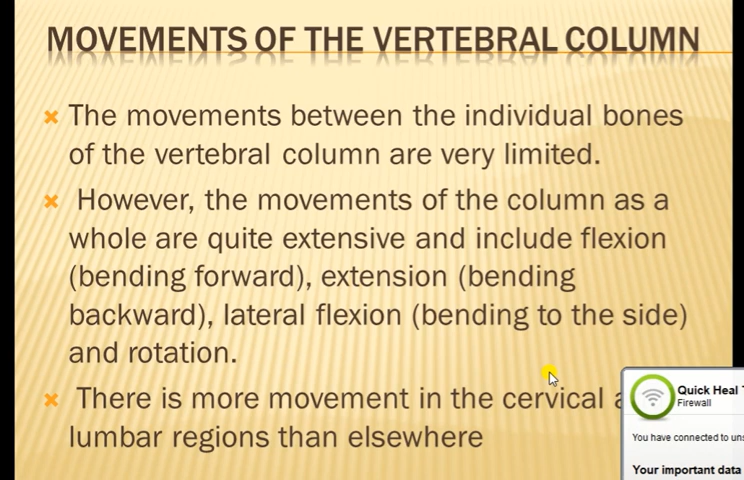 MOVEMENTS OF THE VERTEBRAL COLUMN
The movements between the individual bones
of the vertebral column are very limited.
However, the movements of the column as a
whole are quite extensive and include flexion
(bending forward), extension (bending
backward), lateral flexion (bending to the side)
and rotation.
There is more movement in the cervical
lumbar regions than elsewhere
Quick Heal
Firewall
You have connected to
Your important data